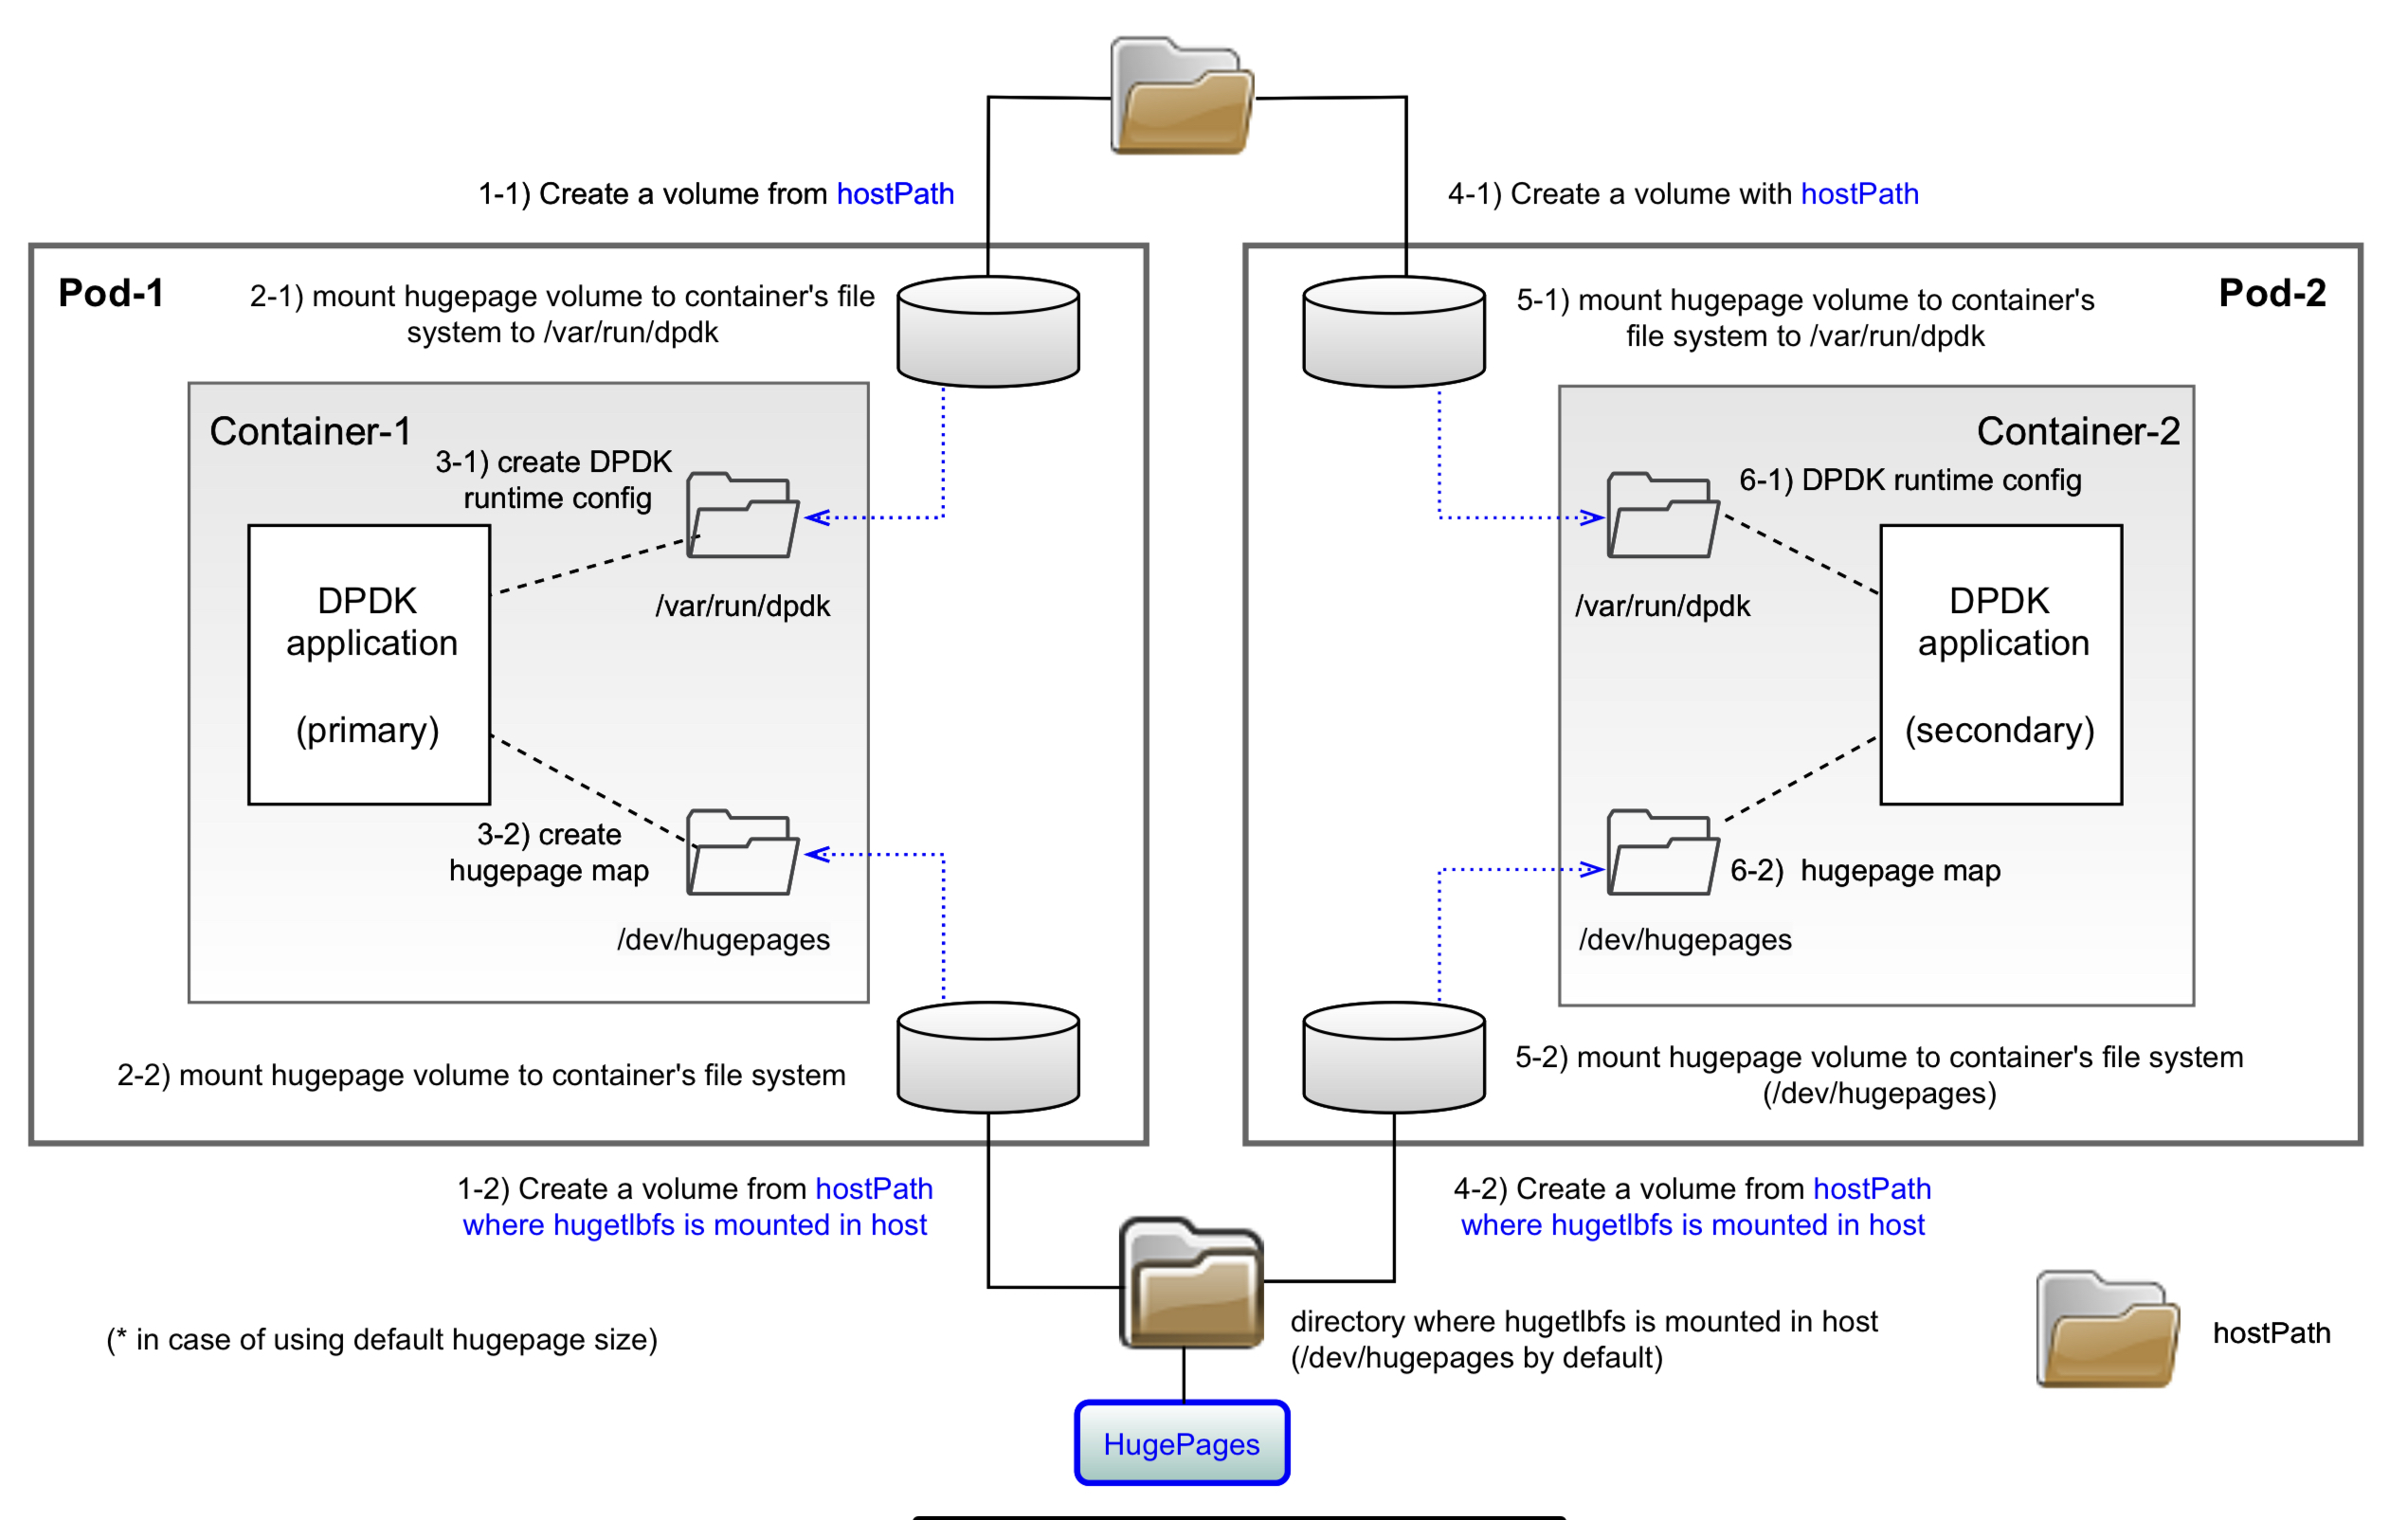 1-1) Create a volume from hostPath
4-1) Create a volume with hostPath
Pod-1
2-1) mount hugepage volume to container's file
system to /var/run/dpdk
5-1) mount hugepage volume to container's
file system to /var/run/dpdk
Pod-2
Container-1
3-1) create DPDK
runtime config
/var/run/dpdk
DPDK
application
(primary)
3-2) create
hugepage map
/dev/hugepages
Container-2
6-1) DPDK runtime config
/var/run/dpdk
DPDK
application
(secondary)
6-2)  hugepage map
/dev/hugepages
2-2) mount hugepage volume to container's file system
5-2) mount hugepage volume to container's file system
(/dev/hugepages)
1-2) Create a volume from hostPath
where hugetlbfs is mounted in host
4-2) Create a volume from hostPath
where hugetlbfs is mounted in host
(* in case of using default hugepage size)
directory where hugetlbfs is mounted in host
(/dev/hugepages by default)
hostPath
HugePages